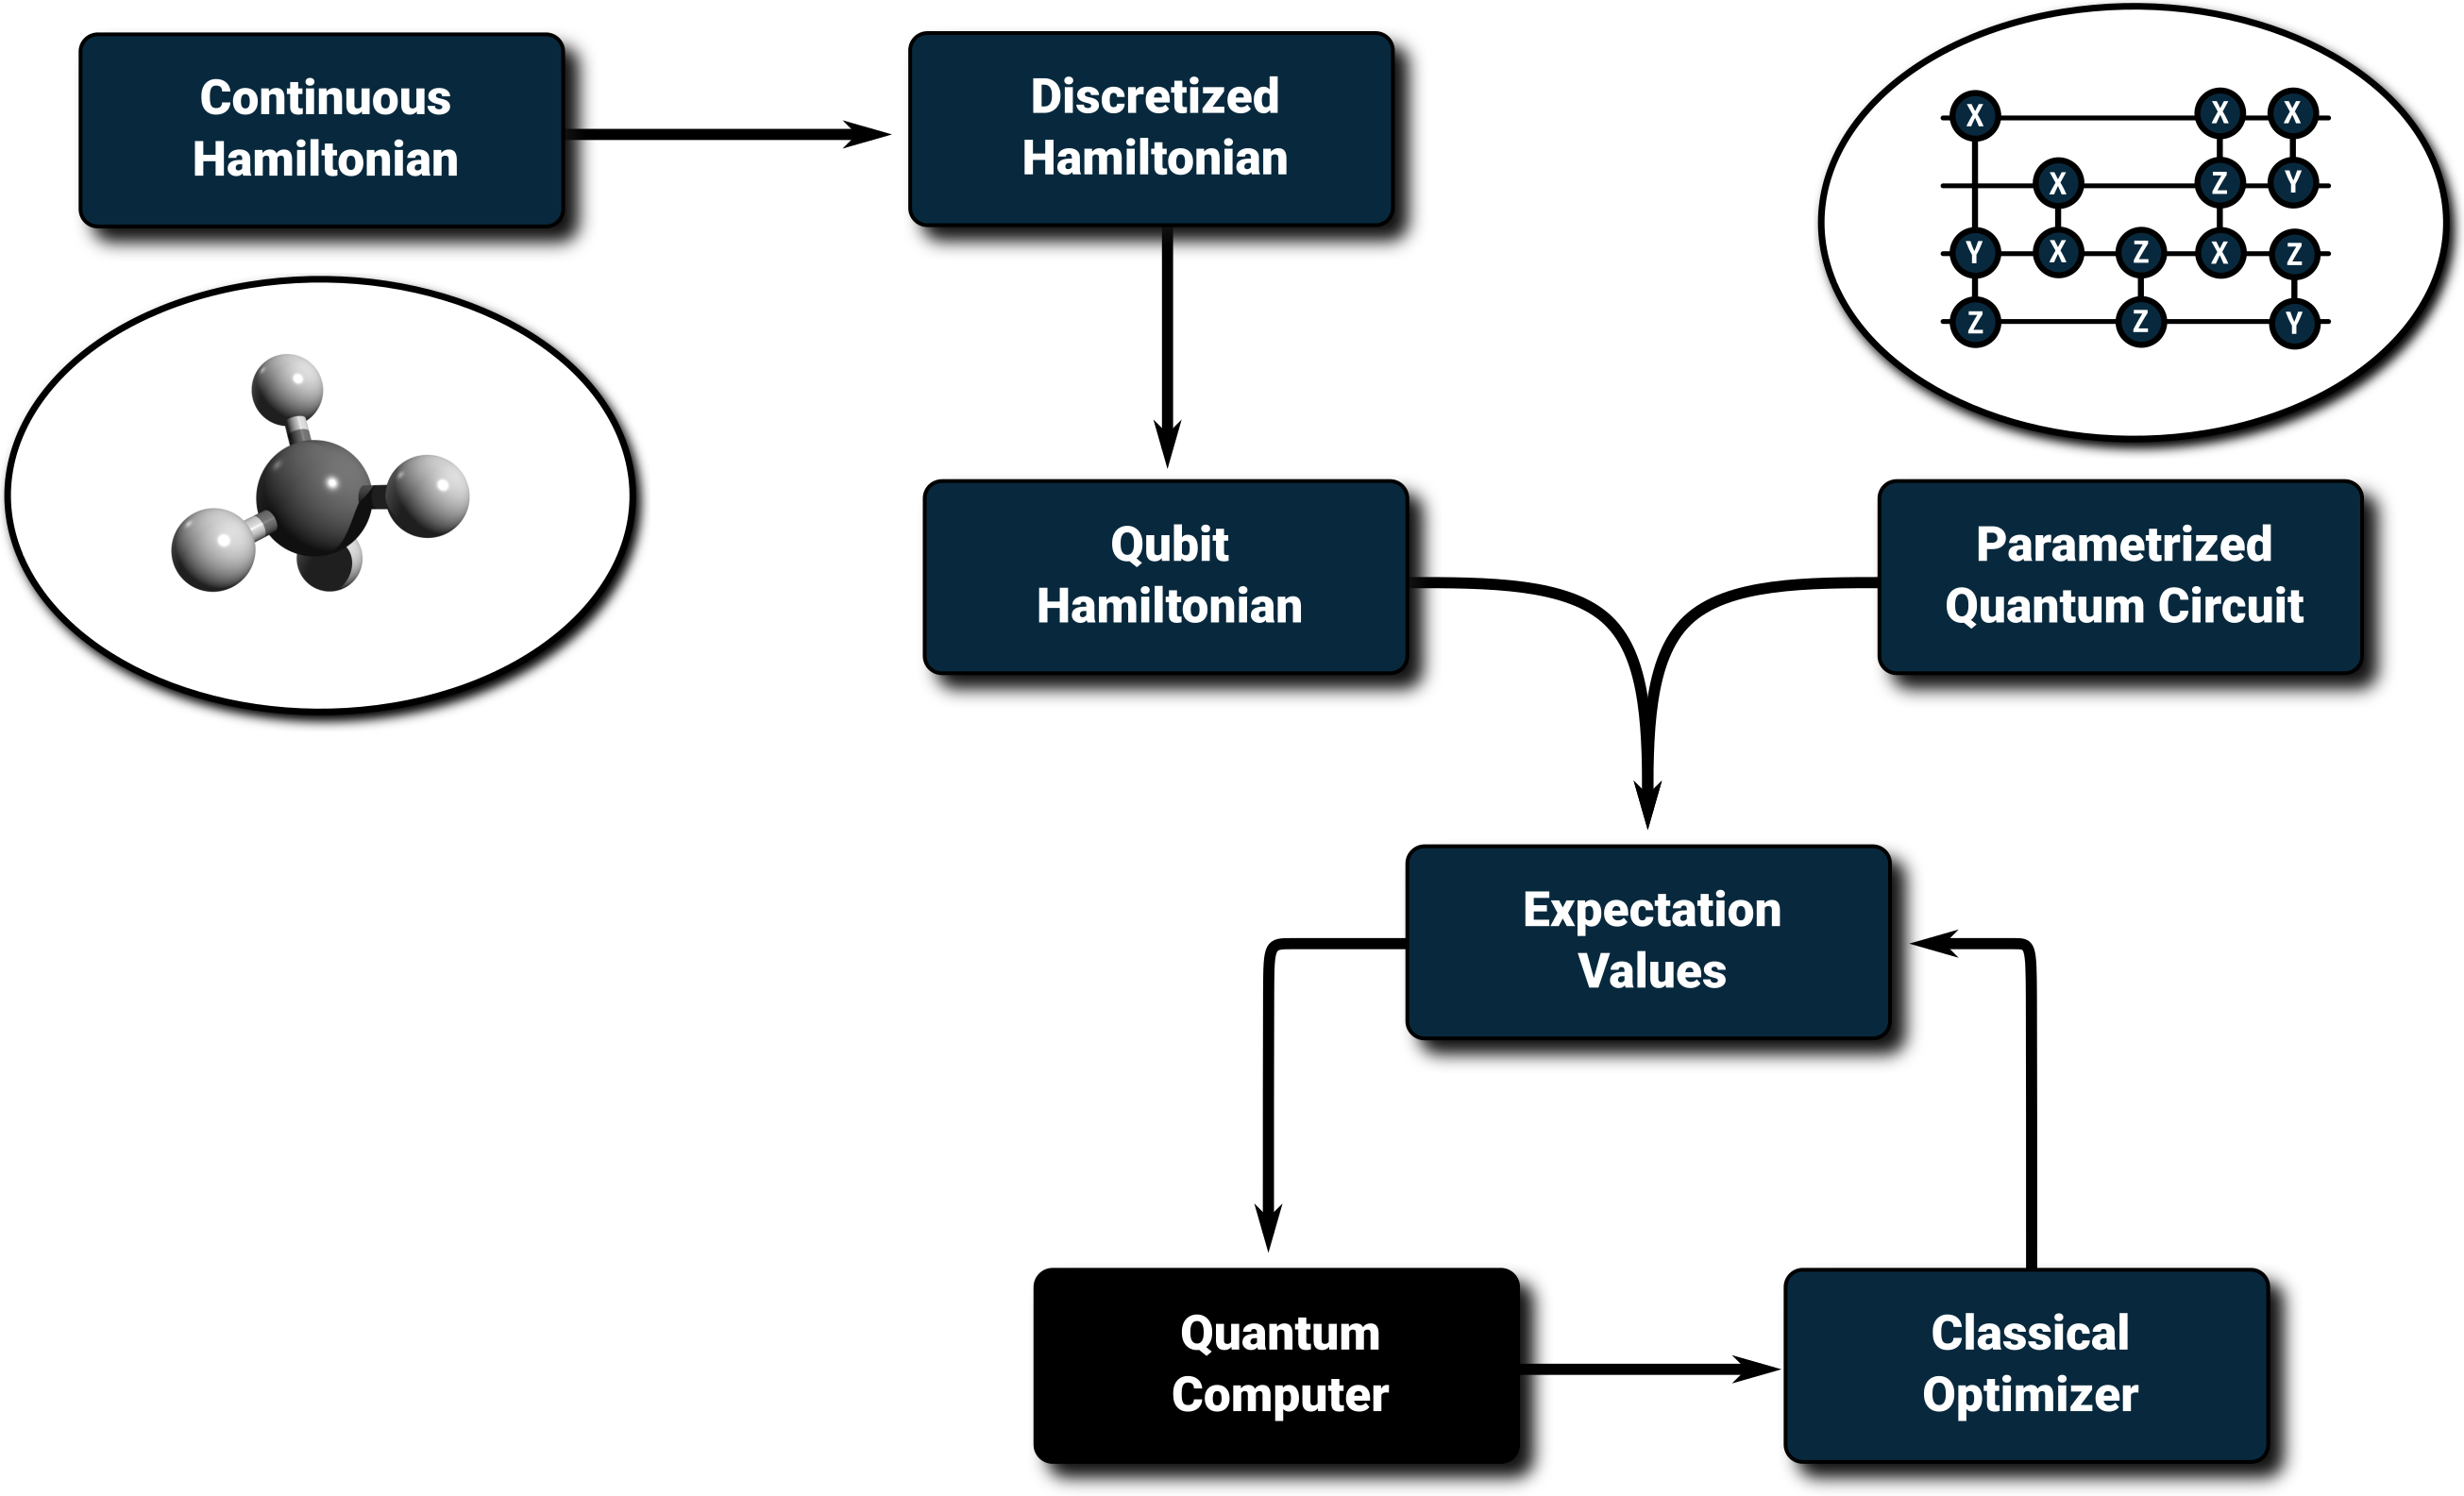 Continuous
Hamiltonian
Discretized
Hamiltonian
X X X
X Z Y
Y X Z X Z
Z Z Y
Qubit
Hamiltonian
Parametrized
Quantum Circuit
Expectation
Values
Quantum
Computer
Classical
Optimizer